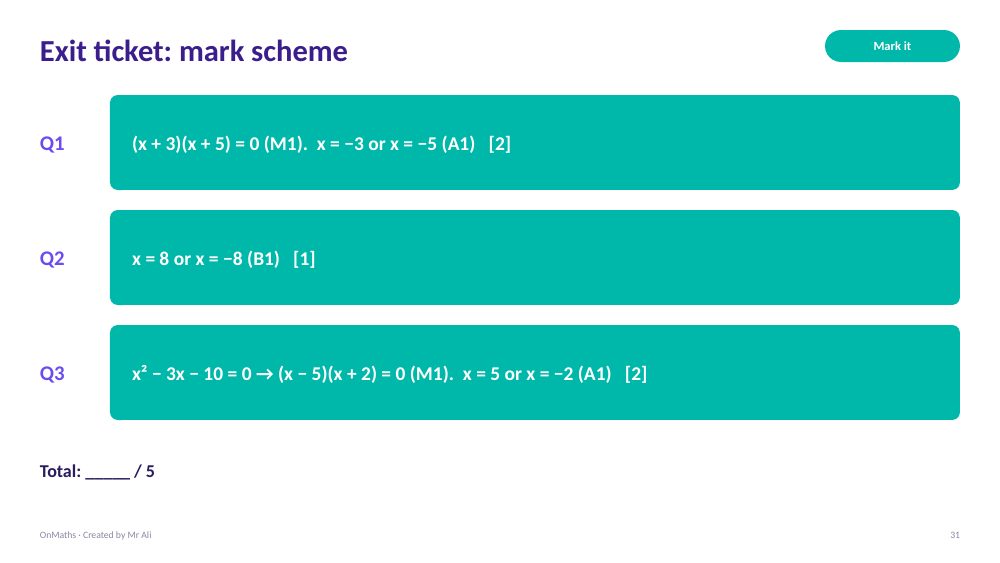 Exit ticket: mark scheme
Mark it
Q1
(x + 3)(x + 5) = 0 (M1).  x = −3 or x = −5 (A1)   [2]
Q2
x = 8 or x = −8 (B1)   [1]
Q3
x² − 3x − 10 = 0 → (x − 5)(x + 2) = 0 (M1).  x = 5 or x = −2 (A1)   [2]
Total: _____ / 5
OnMaths · Created by Mr Ali
31